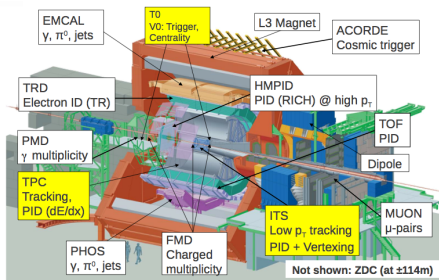 EMCAL
γ, π⁰, jets
T0
V0: Trigger,
Centrality
L3 Magnet
ACORDE
Cosmic trigger
TRD
Electron ID (TR)
HMPID
PID (RICH) @ high pT
TOF
PID
PMD
γ multiplicity
Dipole
TPC
Tracking,
PID (dE/dx)
ITS
Low pT tracking
PID + Vertexing
MUON
μ-pairs
PHOS
γ, π⁰, jets
FMD
Charged
multiplicity
Not shown: ZDC (at ±114m)